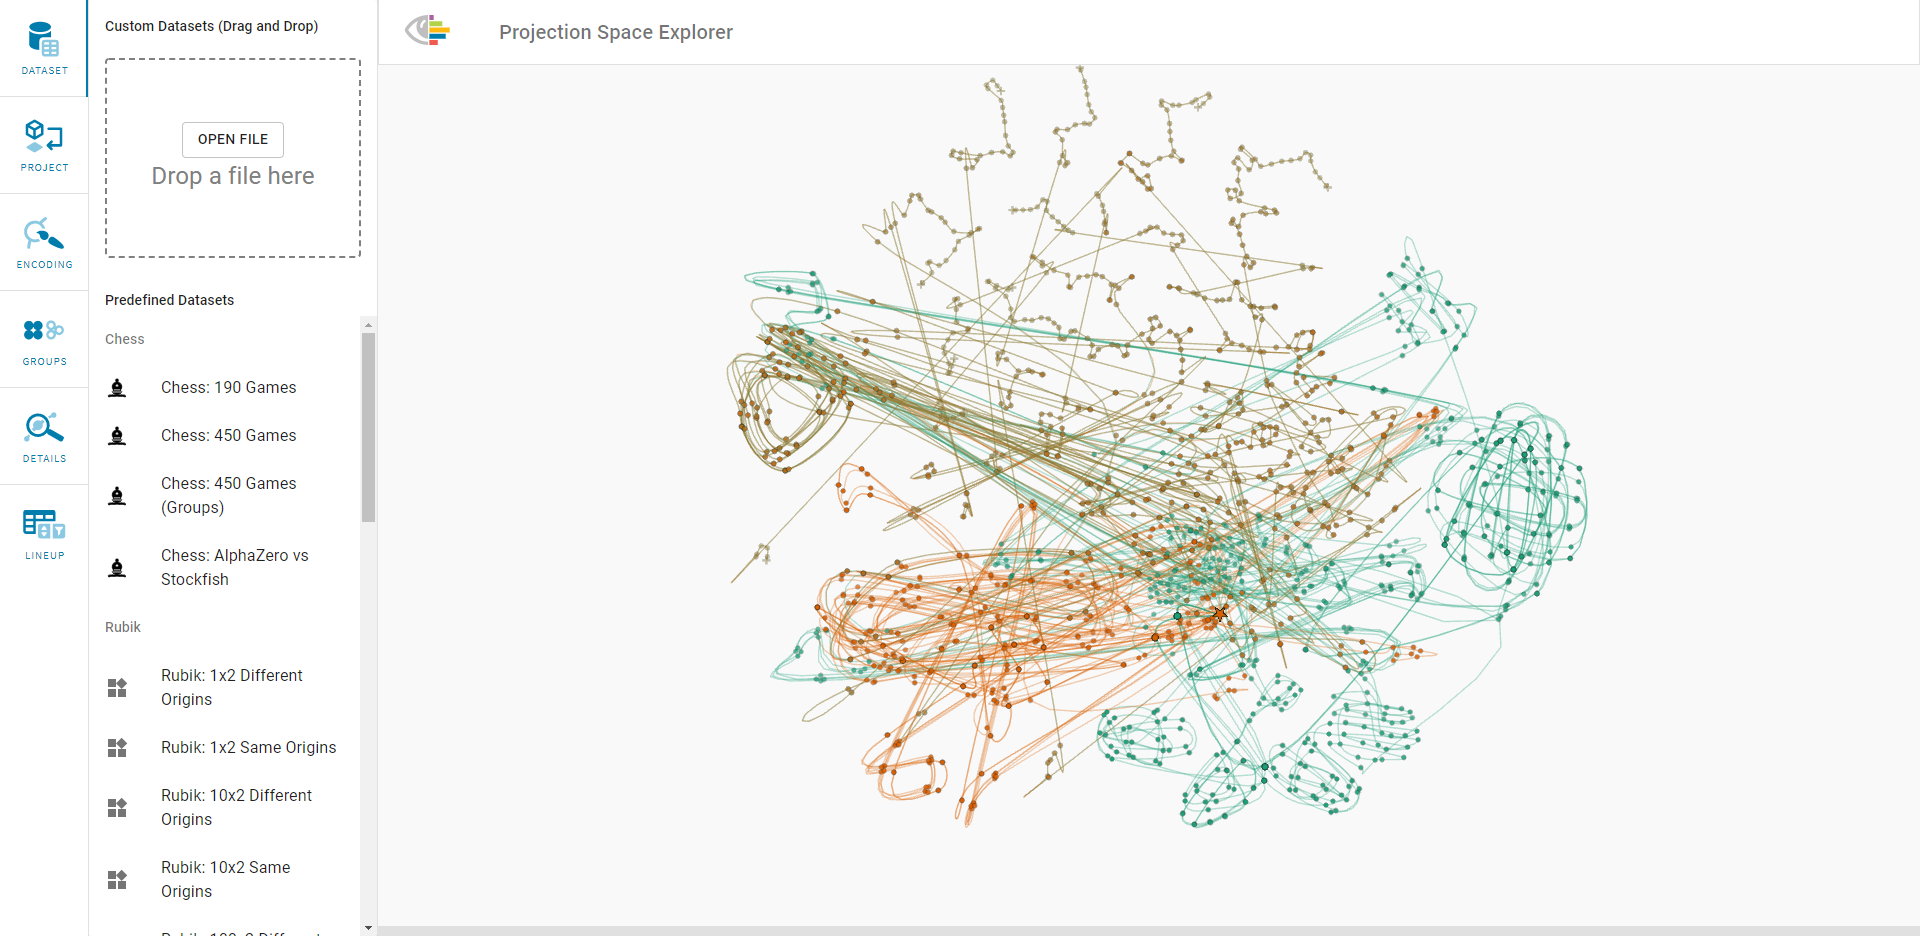 DATASET
PROJECT
ENCODING
GROUPS
DETAILS
LINEUP
Custom Datasets (Drag and Drop)
OPEN FILE
Drop a file here
Predefined Datasets
Chess
Chess: 190 Games
Chess: 450 Games
Chess: 450 Games
(Groups)
Chess: AlphaZero vs
Stockfish
Rubik
Rubik: 1x2 Different
Origins
Rubik: 1x2 Same Origins
Rubik: 10x2 Different
Origins
Rubik: 10x2 Same
Origins
Projection Space Explorer